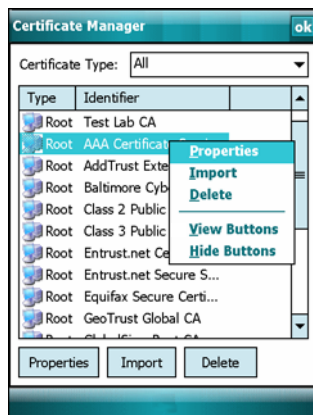 Certificate Manager ok
Certificate Type: All
Type Identifier
Root Test Lab CA
Root AAA Certificate
Root AddTrust Exte
Root Baltimore Cyb
Root Class 2 Public
Root Class 3 Public
Root Entrust.net Ce
Root Entrust.net Secure S...
Root Equifax Secure Certi...
Root GeoTrust Global CA
Root
Properties
Import
Delete
View Buttons
Hide Buttons
Properties Import Delete